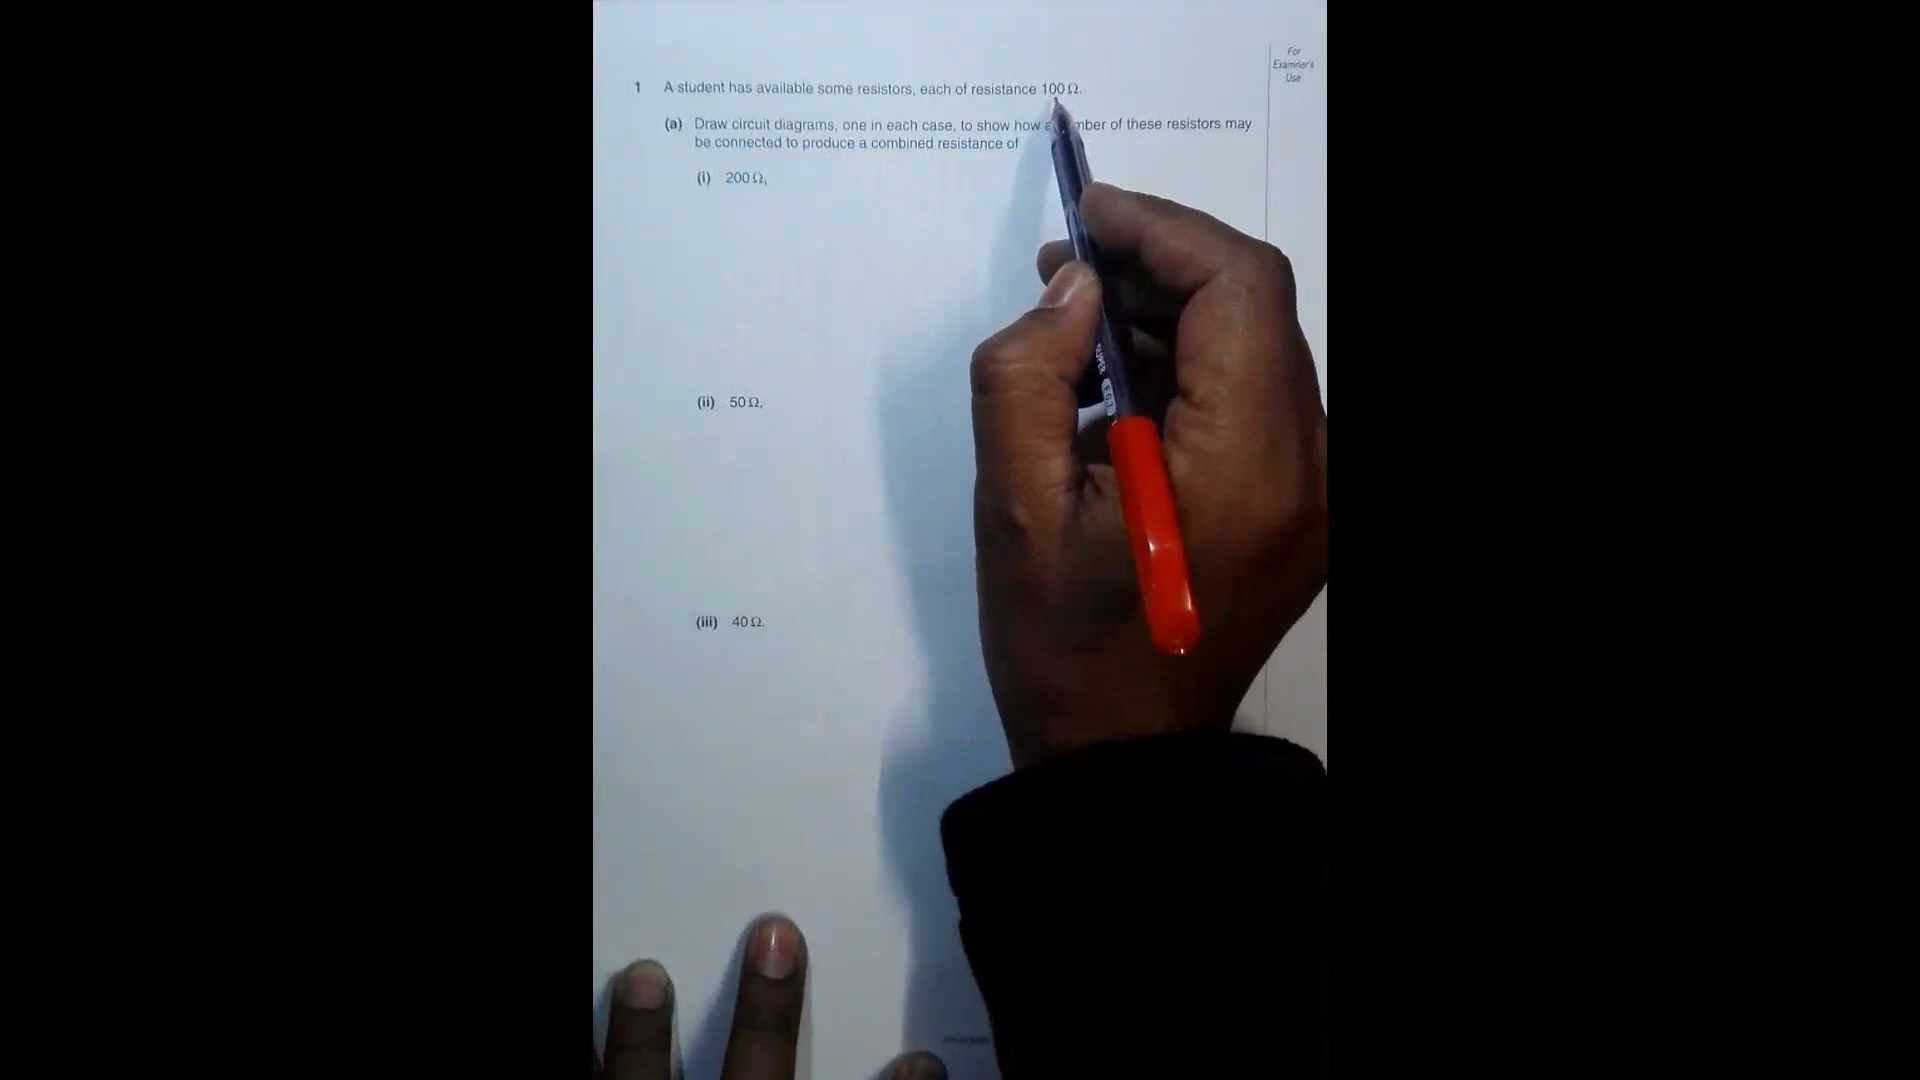 For
Examiner's
Use
1 A student has available some resistors, each of resistance 100 Ω.
(a) Draw circuit diagrams, one in each case, to show how a of these resistors may
be connected to produce a combined resistance of
(i) 200 Ω,
SUPER
(ii) 50 Ω,
(iii) 40 Ω.